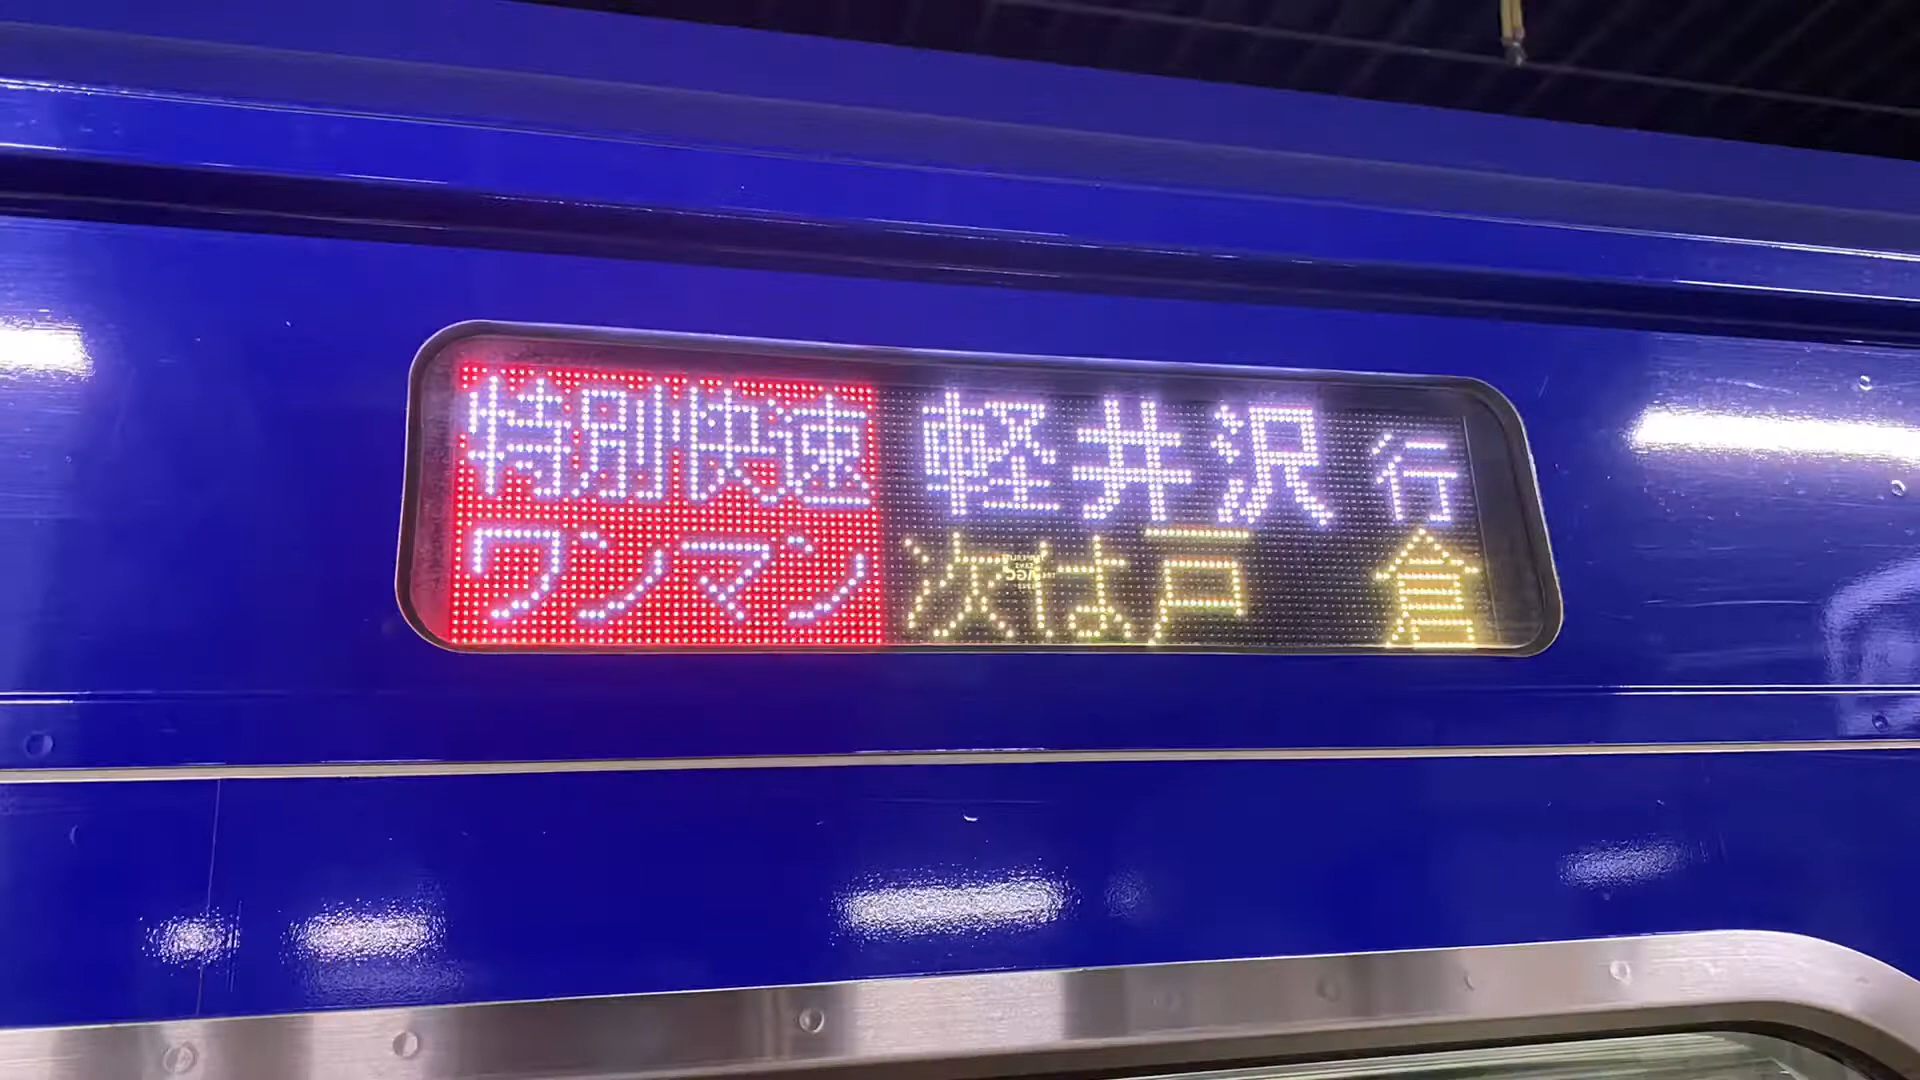 特別快速 軽井沢 行
ワンマン 次は戸 倉